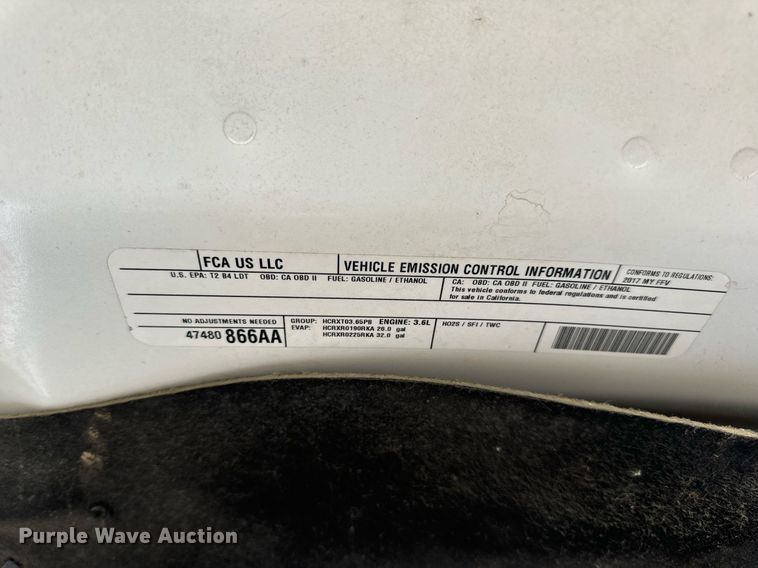 FCA US LLC
VEHICLE EMISSION CONTROL INFORMATION
CONFORMS TO REGULATIONS:
2017 MY FFV
U.S. EPA: T2 B4 LDT OBD: CA OBD II FUEL: GASOLINE / ETHANOL
CA: OBD: CA OBD II FUEL: GASOLINE / ETHANOL
This vehicle conforms to federal regulations and is certified
for sale in California.
NO ADJUSTMENTS NEEDED
47480 866AA
GROUP: HCRXT03.65P8 ENGINE: 3.6L
EVAP: HCRXR0190RKA 26.0 gal
HCRXR0225RKA 32.0 gal
HO2S / SFI / TWC
Purple Wave Auction